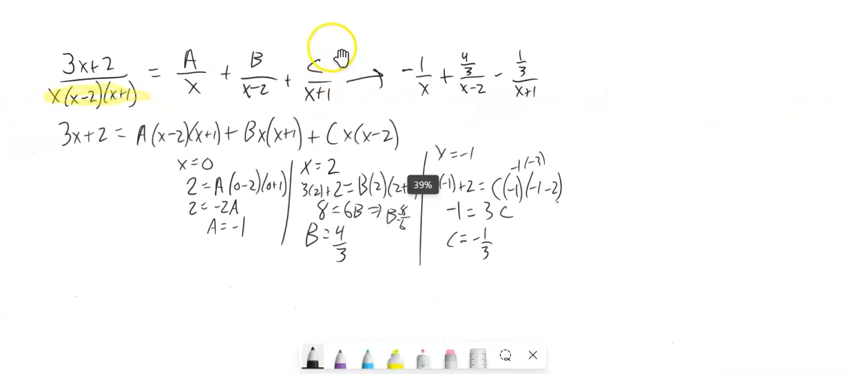 3x+2 / x(x-2)(x+1) = A/x + B/x-2 + C/x+1 → -1/x + 4/3/x-2 - 1/3/x+1
3x+2 = A(x-2)(x+1) + Bx(x+1) + Cx(x-2)
x=0
2=A(0-2)(0+1)
2=-2A
A=-1
x=2
3(2)+2=B(2)(2+
8=6B ⇒ B=8/6
B=4/3
x=-1
-1(-3)
(-1)+2=C(-1)(-1-2)
-1=3C
C=-1/3
39%